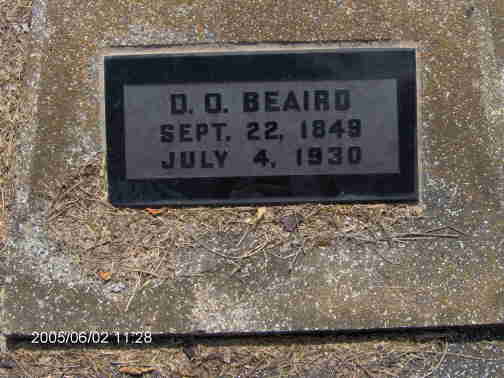 D. O. BEAIRD
SEPT. 22, 1849
JULY 4, 1930
2005/06/02 11:28